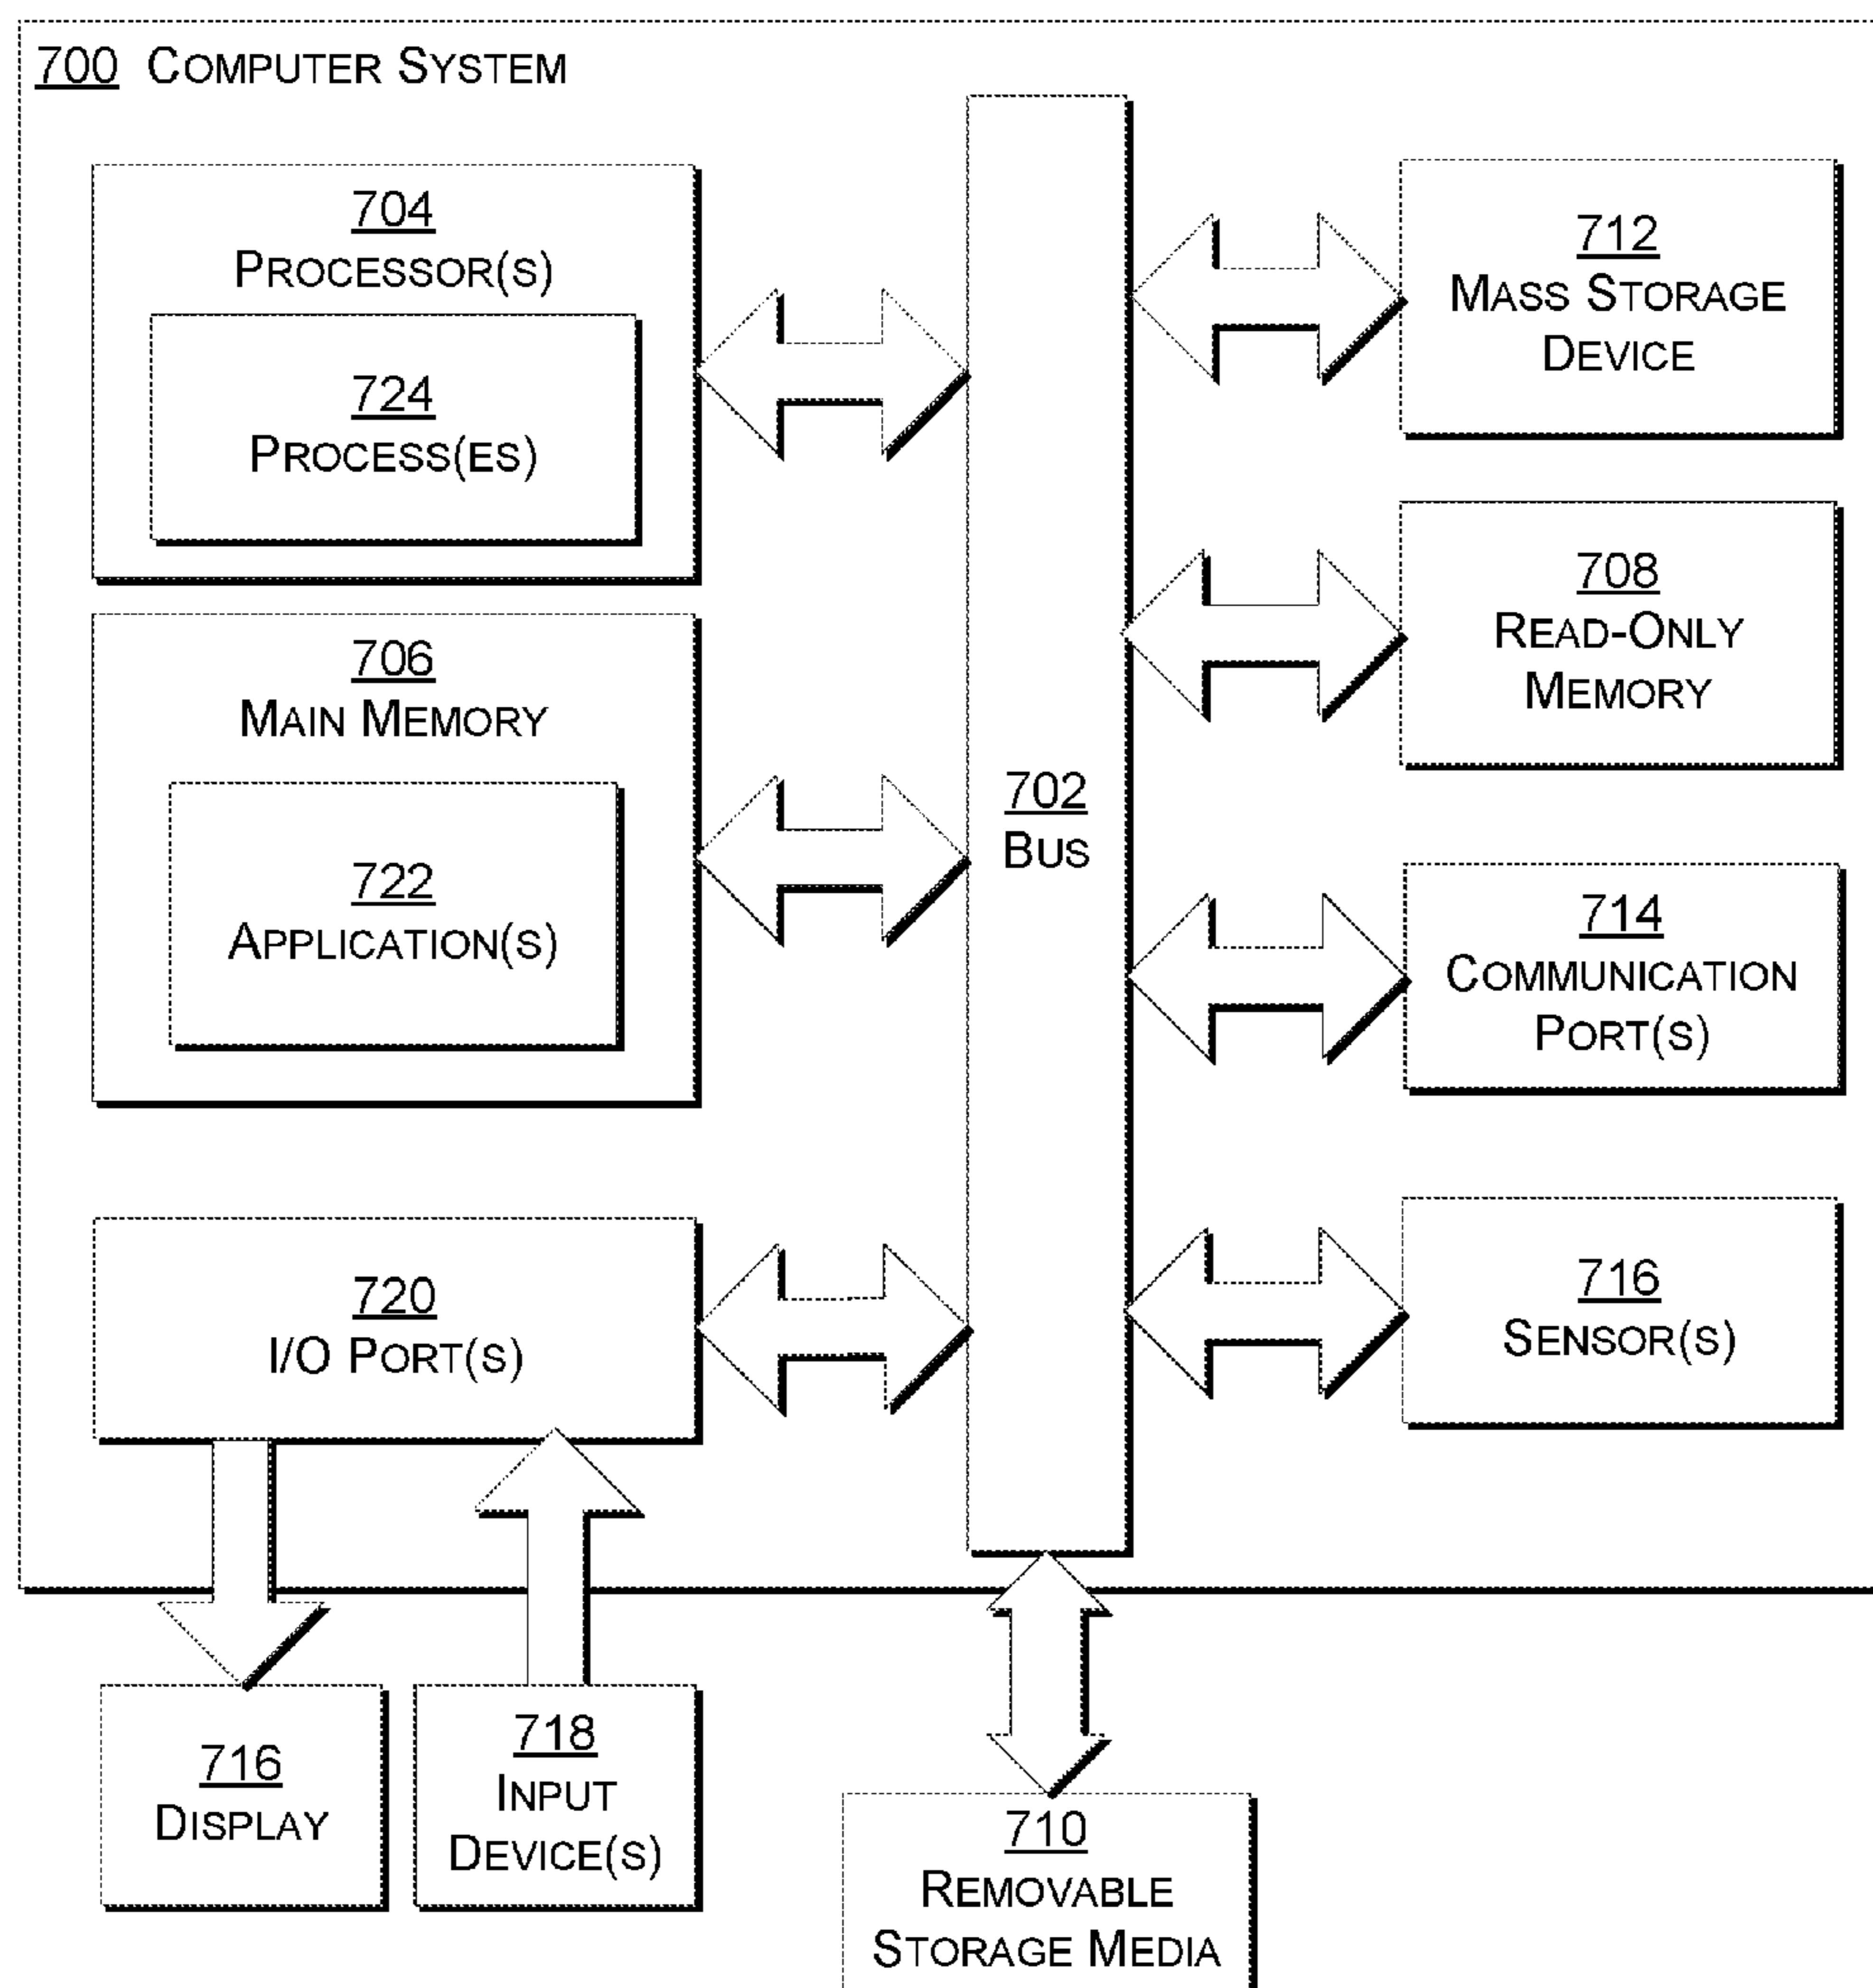 700 COMPUTER SYSTEM
704
PROCESSOR(S)
724
PROCESS(ES)
706
MAIN MEMORY
722
APPLICATION(S)
720
I/O PORT(S)
702
BUS
712
MASS STORAGE
DEVICE
708
READ-ONLY
MEMORY
714
COMMUNICATION
PORT(S)
716
SENSOR(S)
716
DISPLAY
718
INPUT
DEVICE(S)
710
REMOVABLE
STORAGE MEDIA